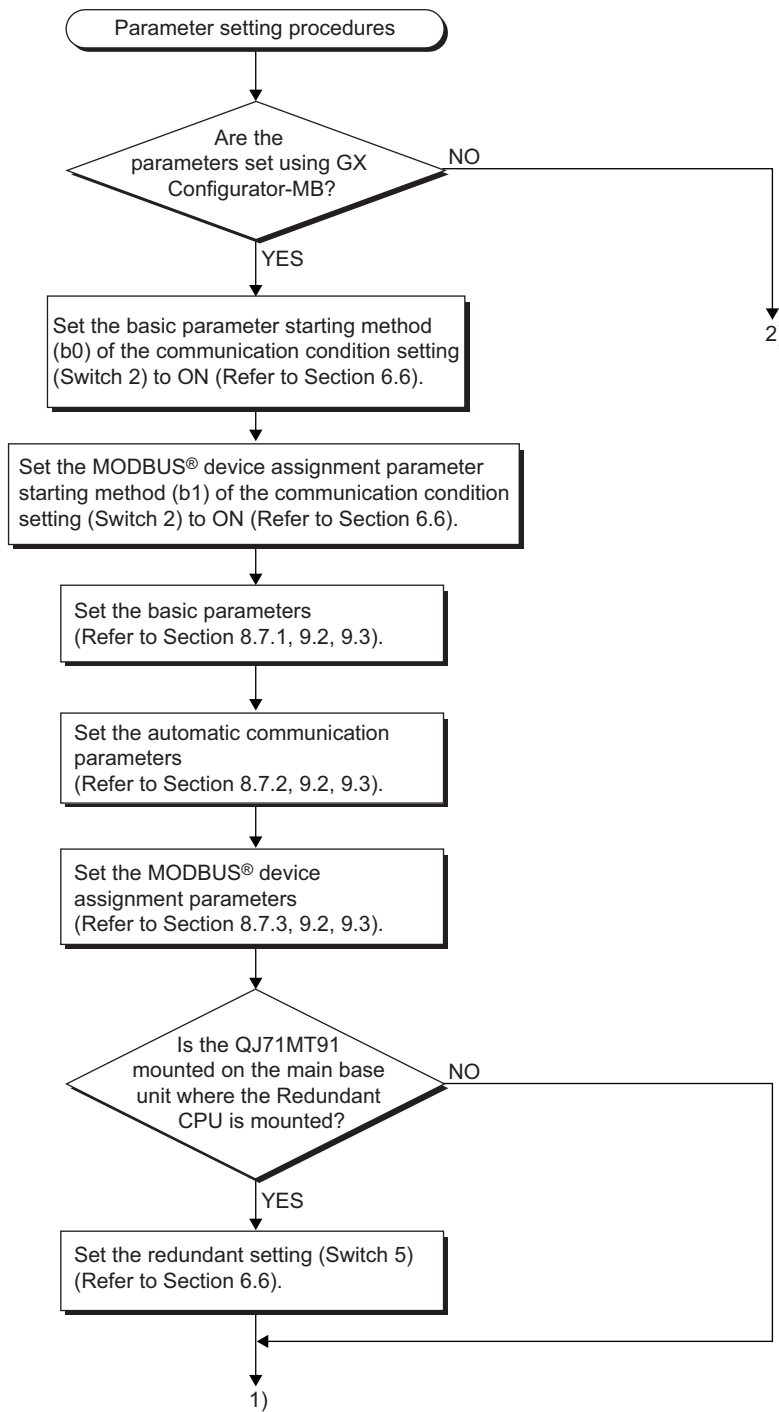 Parameter setting procedures
Are the
parameters set using GX
Configurator-MB?
NO
YES
2
Set the basic parameter starting method
(b0) of the communication condition setting
(Switch 2) to ON (Refer to Section 6.6).
Set the MODBUS® device assignment parameter
starting method (b1) of the communication condition
setting (Switch 2) to ON (Refer to Section 6.6).
Set the basic parameters
(Refer to Section 8.7.1, 9.2, 9.3).
Set the automatic communication
parameters
(Refer to Section 8.7.2, 9.2, 9.3).
Set the MODBUS® device
assignment parameters
(Refer to Section 8.7.3, 9.2, 9.3).
Is the QJ71MT91
mounted on the main base
unit where the Redundant
CPU is mounted?
NO
YES
Set the redundant setting (Switch 5)
(Refer to Section 6.6).
1)